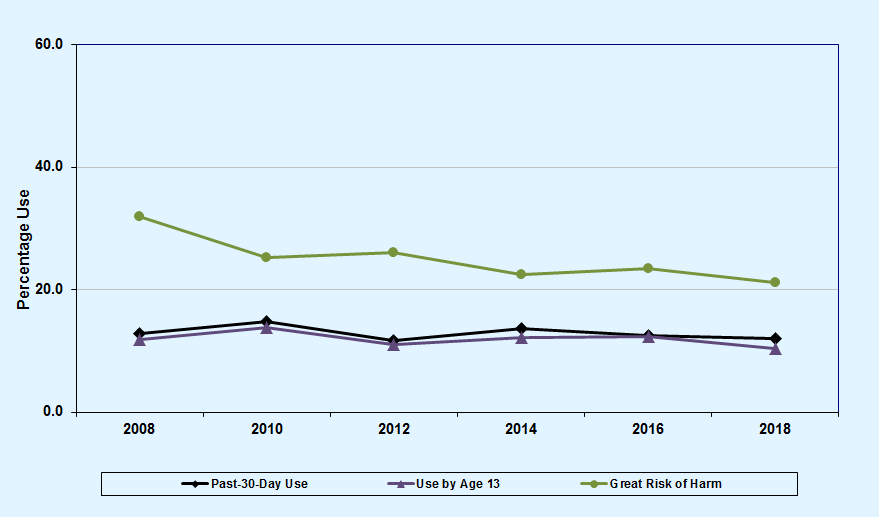 60.0
40.0
20.0
0.0
Percentage Use
2008 2010 2012 2014 2016 2018
Past-30-Day Use Use by Age 13 Great Risk of Harm